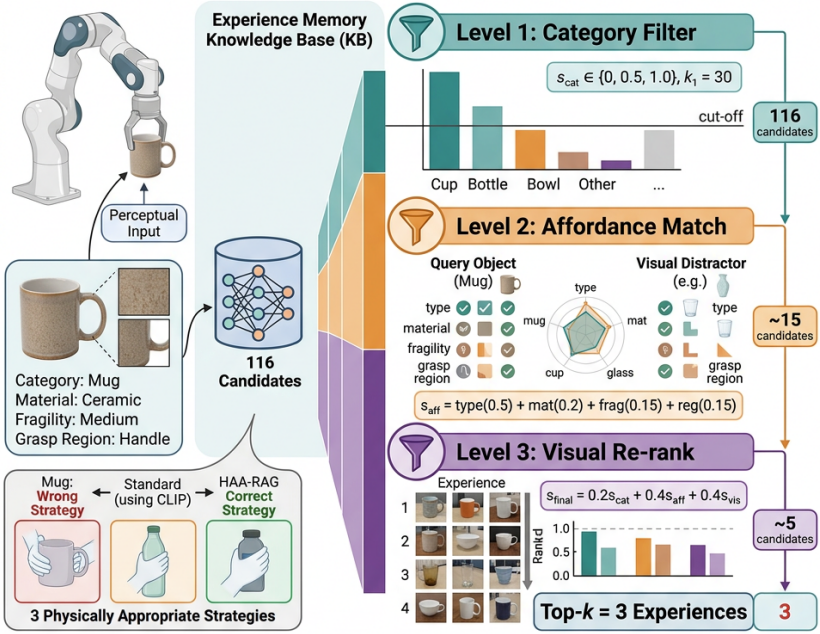 Experience Memory
Knowledge Base (KB)
Perceptual
Input
Category: Mug
Material: Ceramic
Fragility: Medium
Grasp Region: Handle
116
Candidates
Mug:
Wrong
Strategy
Standard
(using CLIP)
HAA-RAG
Correct
Strategy
3 Physically Appropriate Strategies
Level 1: Category Filter
s_cat ∈ {0, 0.5, 1.0}, k₁ = 30
cut-off
Cup Bottle Bowl Other ...
116
candidates
Level 2: Affordance Match
Query Object
(Mug)
type
material
fragility
grasp
region
type
mat
glass
cup
mug
Visual Distractor
(e.g.)
type
grasp
region
s_aff = type(0.5) + mat(0.2) + frag(0.15) + reg(0.15)
~15
candidates
Level 3: Visual Re-rank
Experience
1
2
3
4
s_final = 0.2s_cat + 0.4s_aff + 0.4s_vis
Rankd
1.0
0.5
0.0
~5
candidates
Top-k = 3 Experiences
3